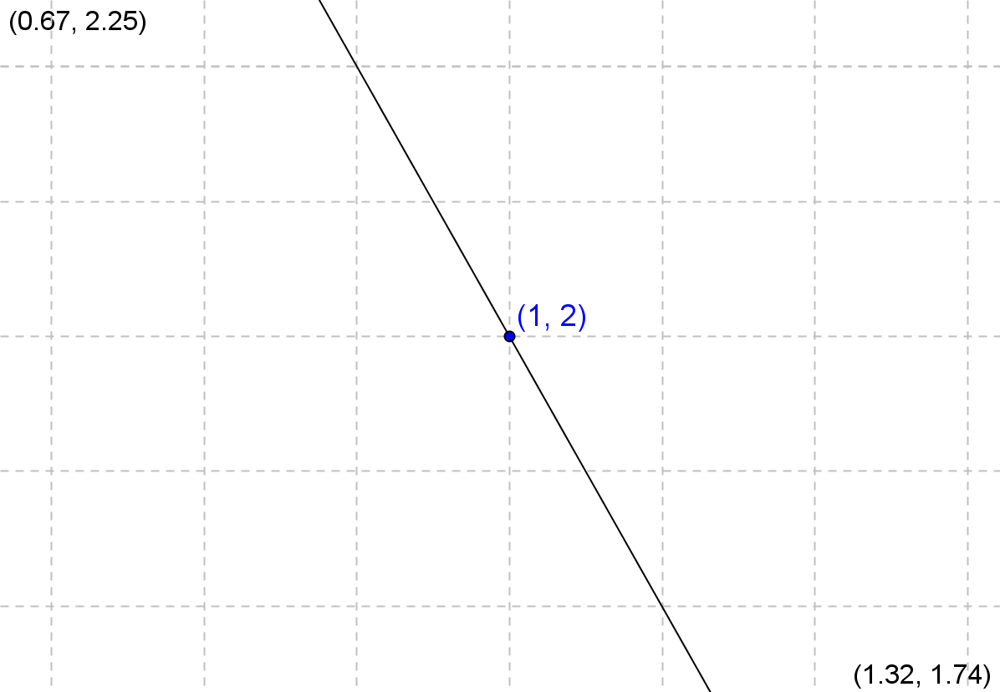 (0.67, 2.25)
(1, 2)
(1.32, 1.74)